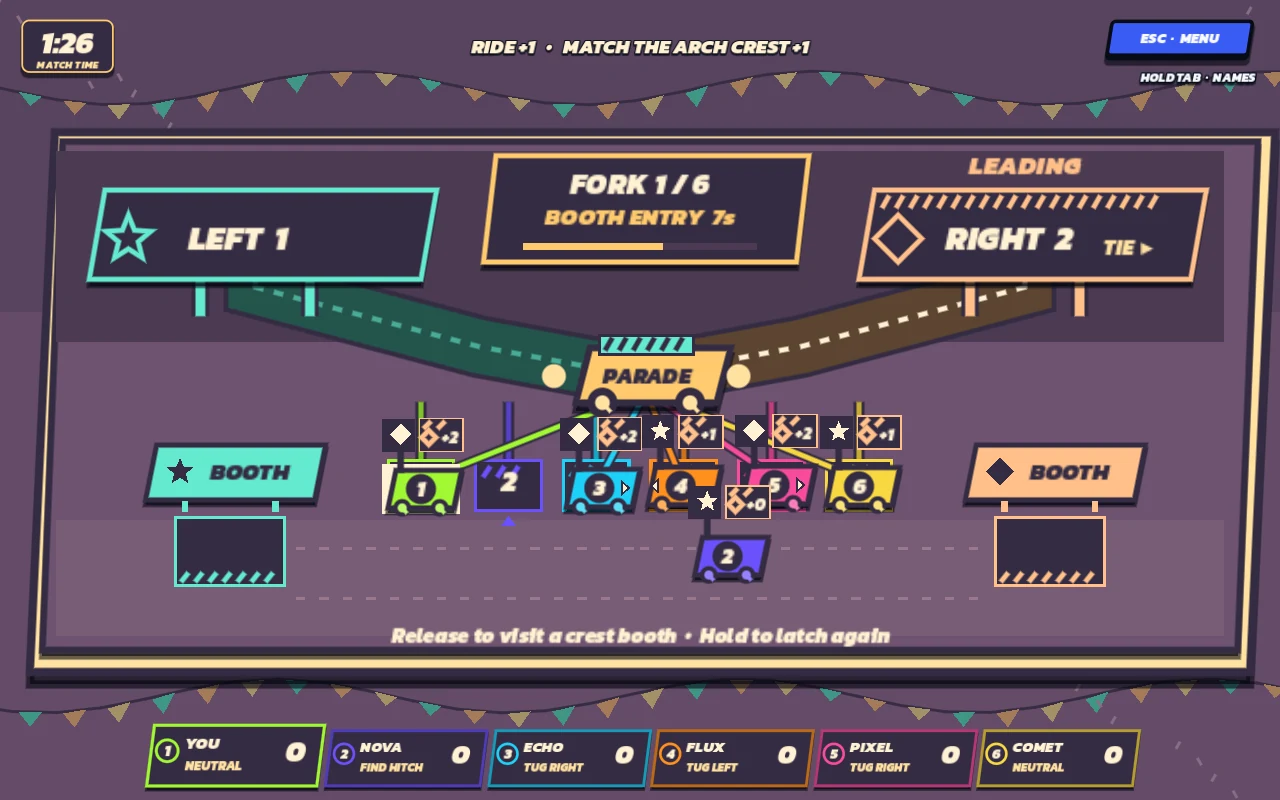 1:26
MATCH TIME
RIDE +1 • MATCH THE ARCH CREST +1
ESC · MENU
HOLD TAB · NAMES
LEFT 1
FORK 1 / 6
BOOTH ENTRY 7s
LEADING
RIGHT 2
TIE ▶
PARADE
+2
+2
+1
+2
+1
BOOTH
1
2
3
4
5
6
BOOTH
+0
2
Release to visit a crest booth • Hold to latch again
1
YOU
NEUTRAL
0
2
NOVA
FIND HITCH
0
3
ECHO
TUG RIGHT
0
4
FLUX
TUG LEFT
0
5
PIXEL
TUG RIGHT
0
6
COMET
NEUTRAL
0